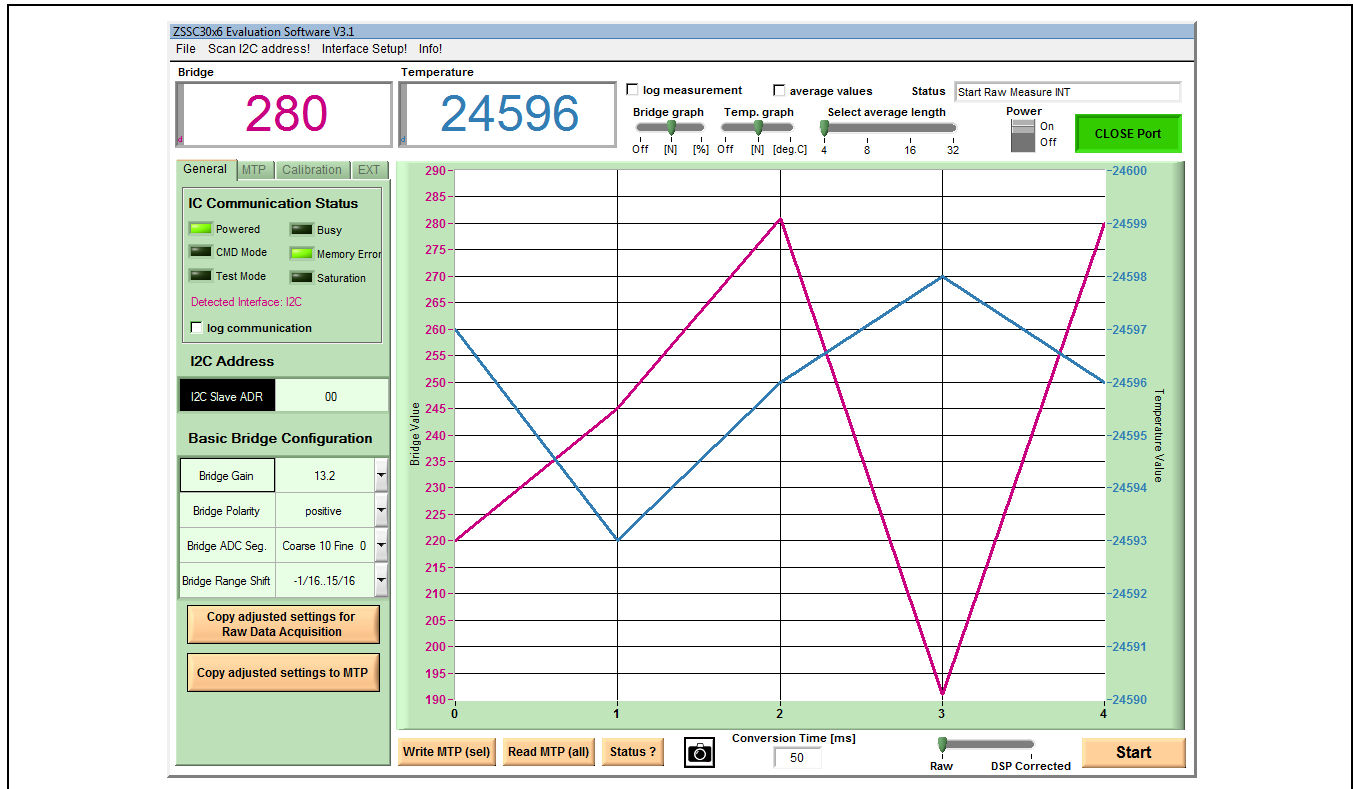 ZSSC30x6 Evaluation Software V3.1
File Scan I2C address! Interface Setup! Info!
Bridge
280
d
Temperature
24596
d
log measurement
average values
Status
Start Raw Measure INT
Bridge graph
Off [N] [%]
Temp. graph
Off [N] [deg.C]
Select average length
4 8 16 32
Power
On
Off
CLOSE Port
General MTP Calibration EXT
IC Communication Status
Powered
Busy
CMD Mode
Memory Error
Test Mode
Saturation
Detected Interface: I2C
log communication
I2C Address
I2C Slave ADR 00
Basic Bridge Configuration
Bridge Gain 13.2
Bridge Polarity positive
Bridge ADC Seg. Coarse 10 Fine 0
Bridge Range Shift -1/16..15/16
Copy adjusted settings for
Raw Data Acquisition
Copy adjusted settings to MTP
Bridge Value
290
285
280
275
270
265
260
255
250
245
240
235
230
225
220
215
210
205
200
195
190
0 1 2 3 4
24600
24599
24598
24597
24596
24595
24594
24593
24592
24591
24590
Temperature Value
Write MTP (sel)
Read MTP (all)
Status ?
Conversion Time [ms]
50
Raw
DSP Corrected
Start